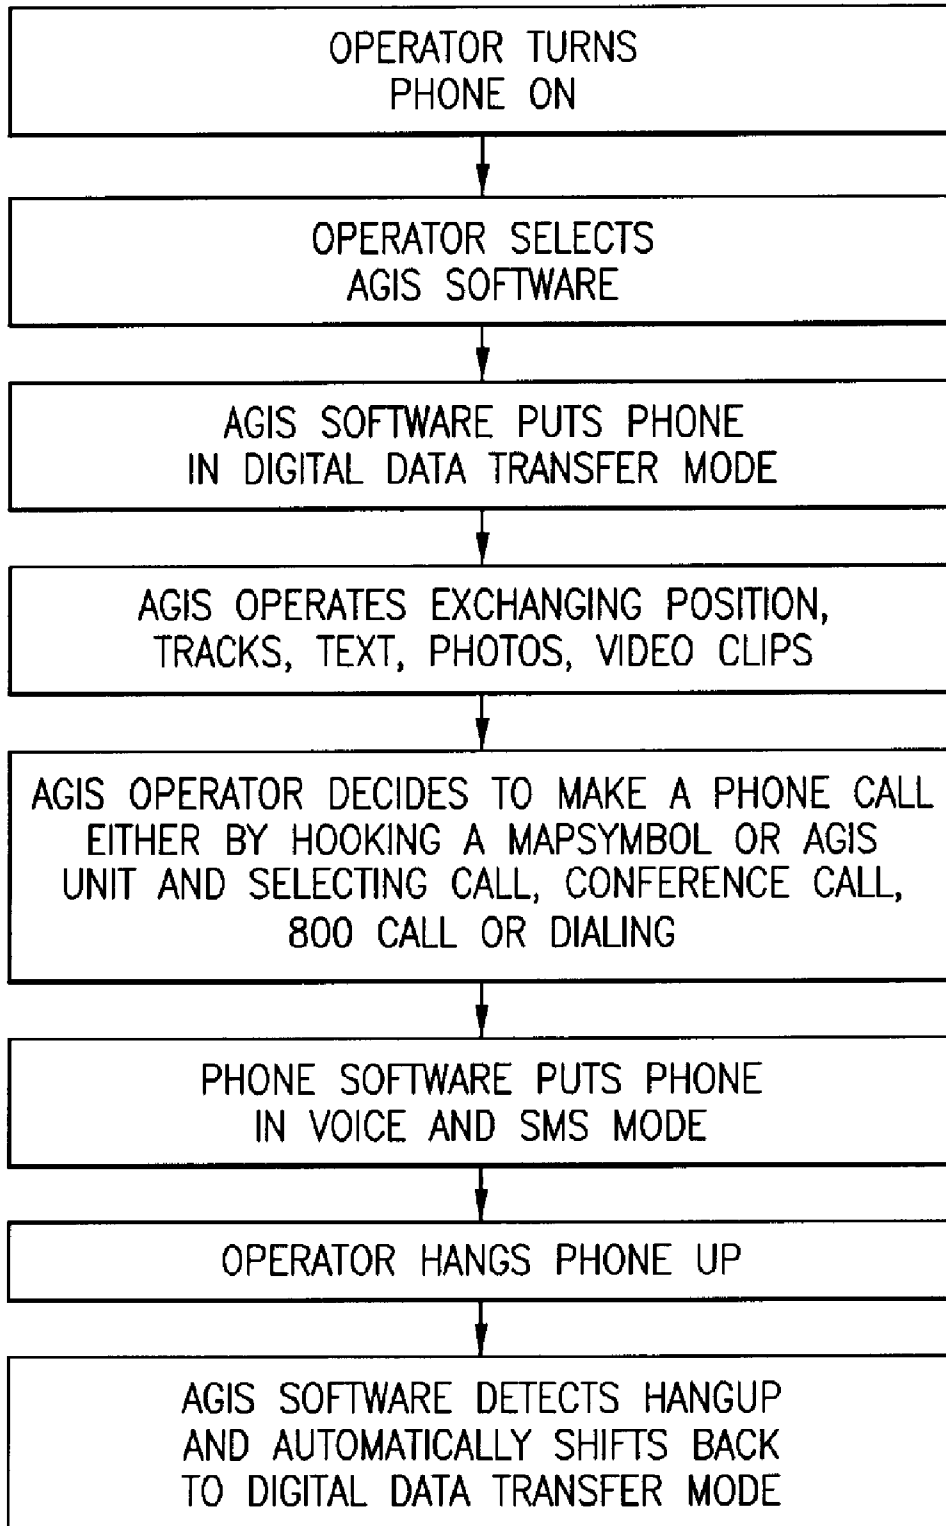 OPERATOR TURNS
PHONE ON
OPERATOR SELECTS
AGIS SOFTWARE
AGIS SOFTWARE PUTS PHONE
IN DIGITAL DATA TRANSFER MODE
AGIS OPERATES EXCHANGING POSITION,
TRACKS, TEXT, PHOTOS, VIDEO CLIPS
AGIS OPERATOR DECIDES TO MAKE A PHONE CALL
EITHER BY HOOKING A MAPSYMBOL OR AGIS
UNIT AND SELECTING CALL, CONFERENCE CALL,
800 CALL OR DIALING
PHONE SOFTWARE PUTS PHONE
IN VOICE AND SMS MODE
OPERATOR HANGS PHONE UP
AGIS SOFTWARE DETECTS HANGUP
AND AUTOMATICALLY SHIFTS BACK
TO DIGITAL DATA TRANSFER MODE